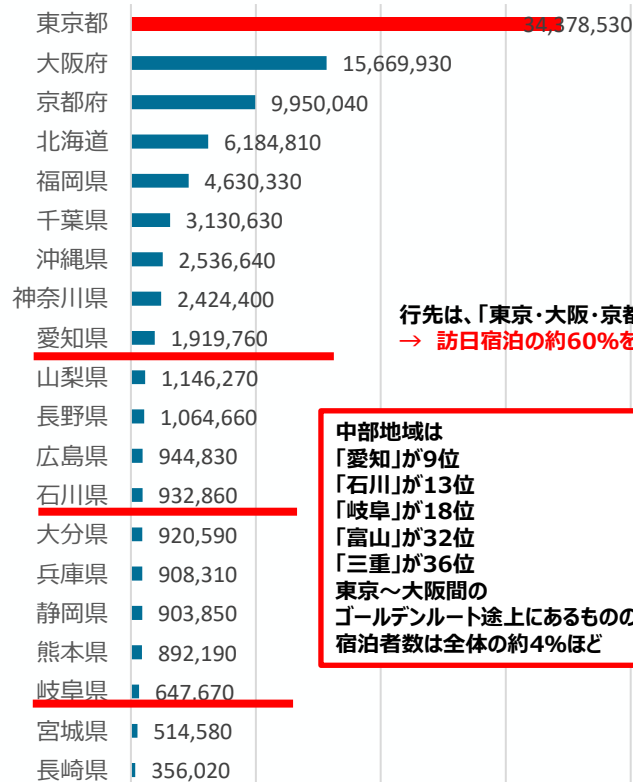 東京都 34,378,530
大阪府 15,669,930
京都府 9,950,040
北海道 6,184,810
福岡県 4,630,330
千葉県 3,130,630
沖縄県 2,536,640
神奈川県 2,424,400
愛知県 1,919,760
山梨県 1,146,270
長野県 1,064,660
広島県 944,830
石川県 932,860
大分県 920,590
兵庫県 908,310
静岡県 903,850
熊本県 892,190
岐阜県 647,670
宮城県 514,580
長崎県 356,020
行先は、「東京・大阪・京都
→ 訪日宿泊の約60%を
中部地域は
「愛知」が9位
「石川」が13位
「岐阜」が18位
「富山」が32位
「三重」が36位
東京～大阪間の
ゴールデンルート途上にあるものの
宿泊者数は全体の約4%ほど